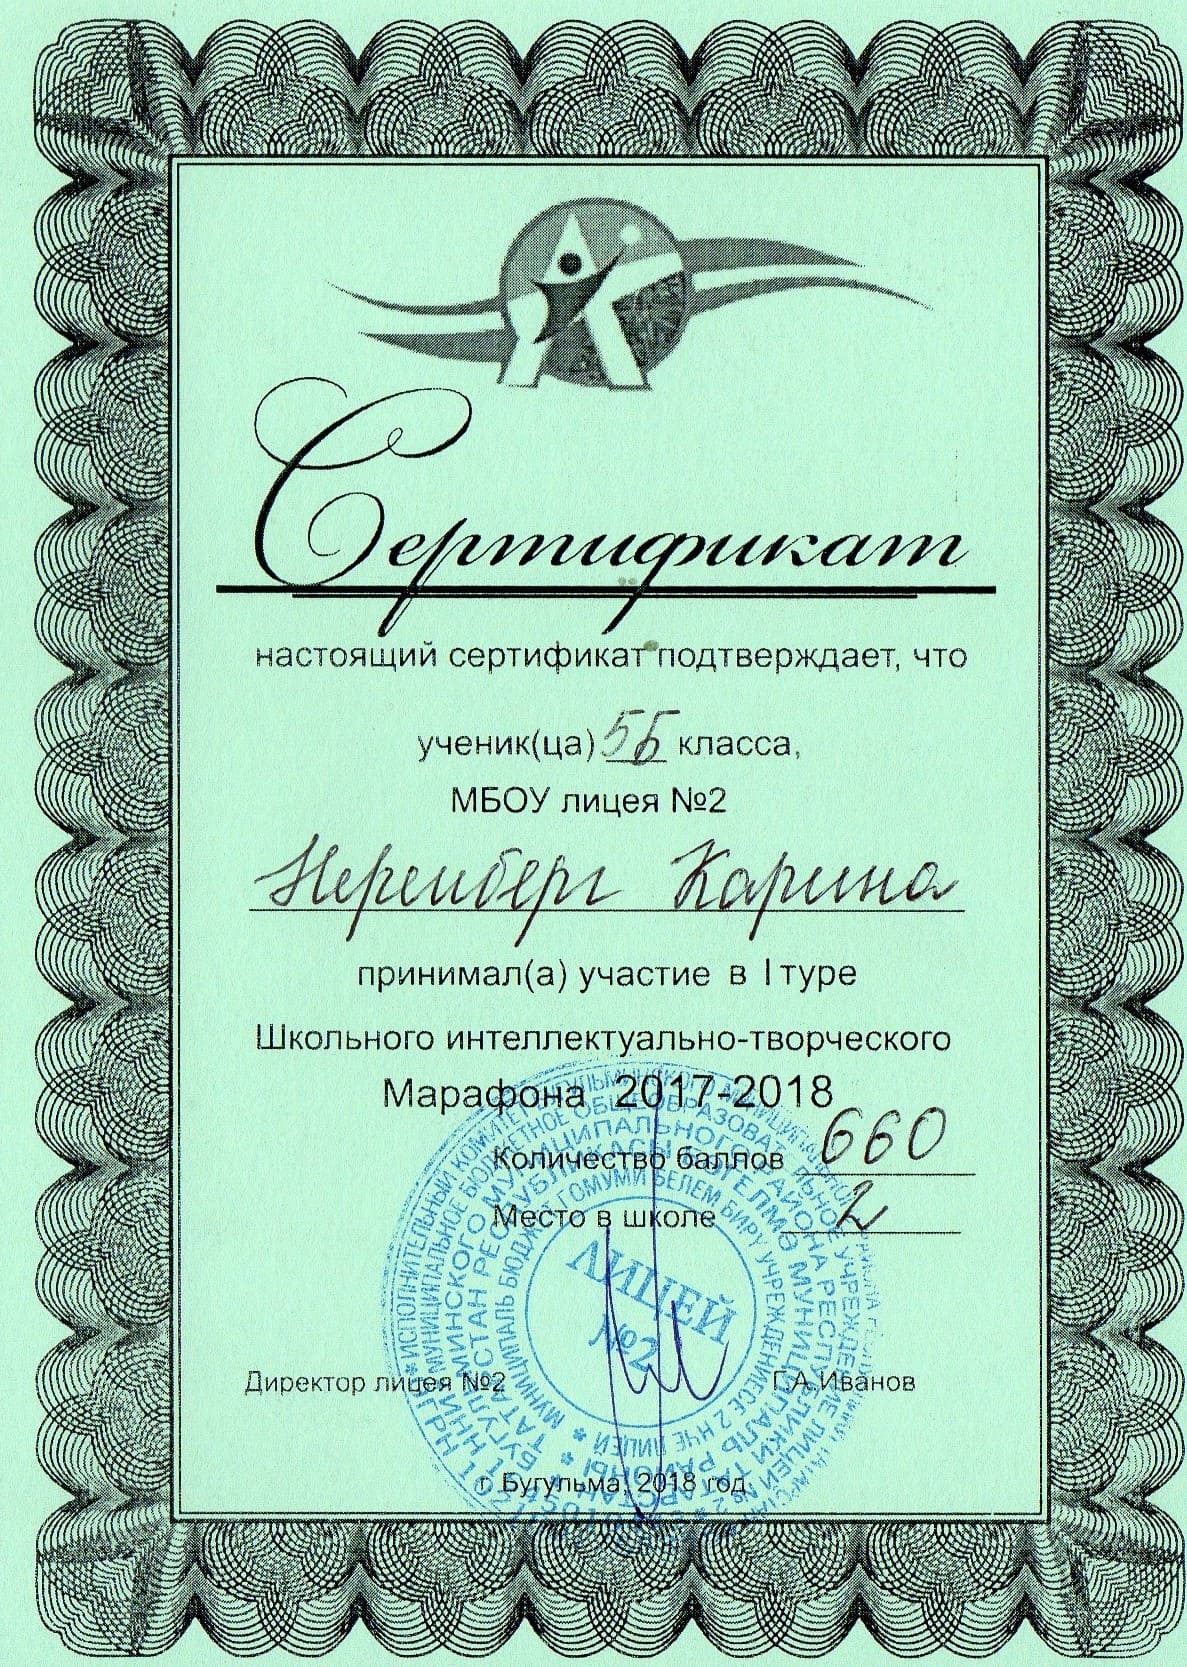 Сертификат
настоящий сертификат подтверждает, что
ученик(ца) 5Б класса,
МБОУ лицея №2
Неренберг Карина
принимал(а) участие в I туре
Школьного интеллектуально-творческого
Марафона 2017-2018
Количество баллов 660
Место в школе 2
ЛИЦЕЙ
№2
Директор лицея №2 Г.А.Иванов
г. Бугульма, 2018 год